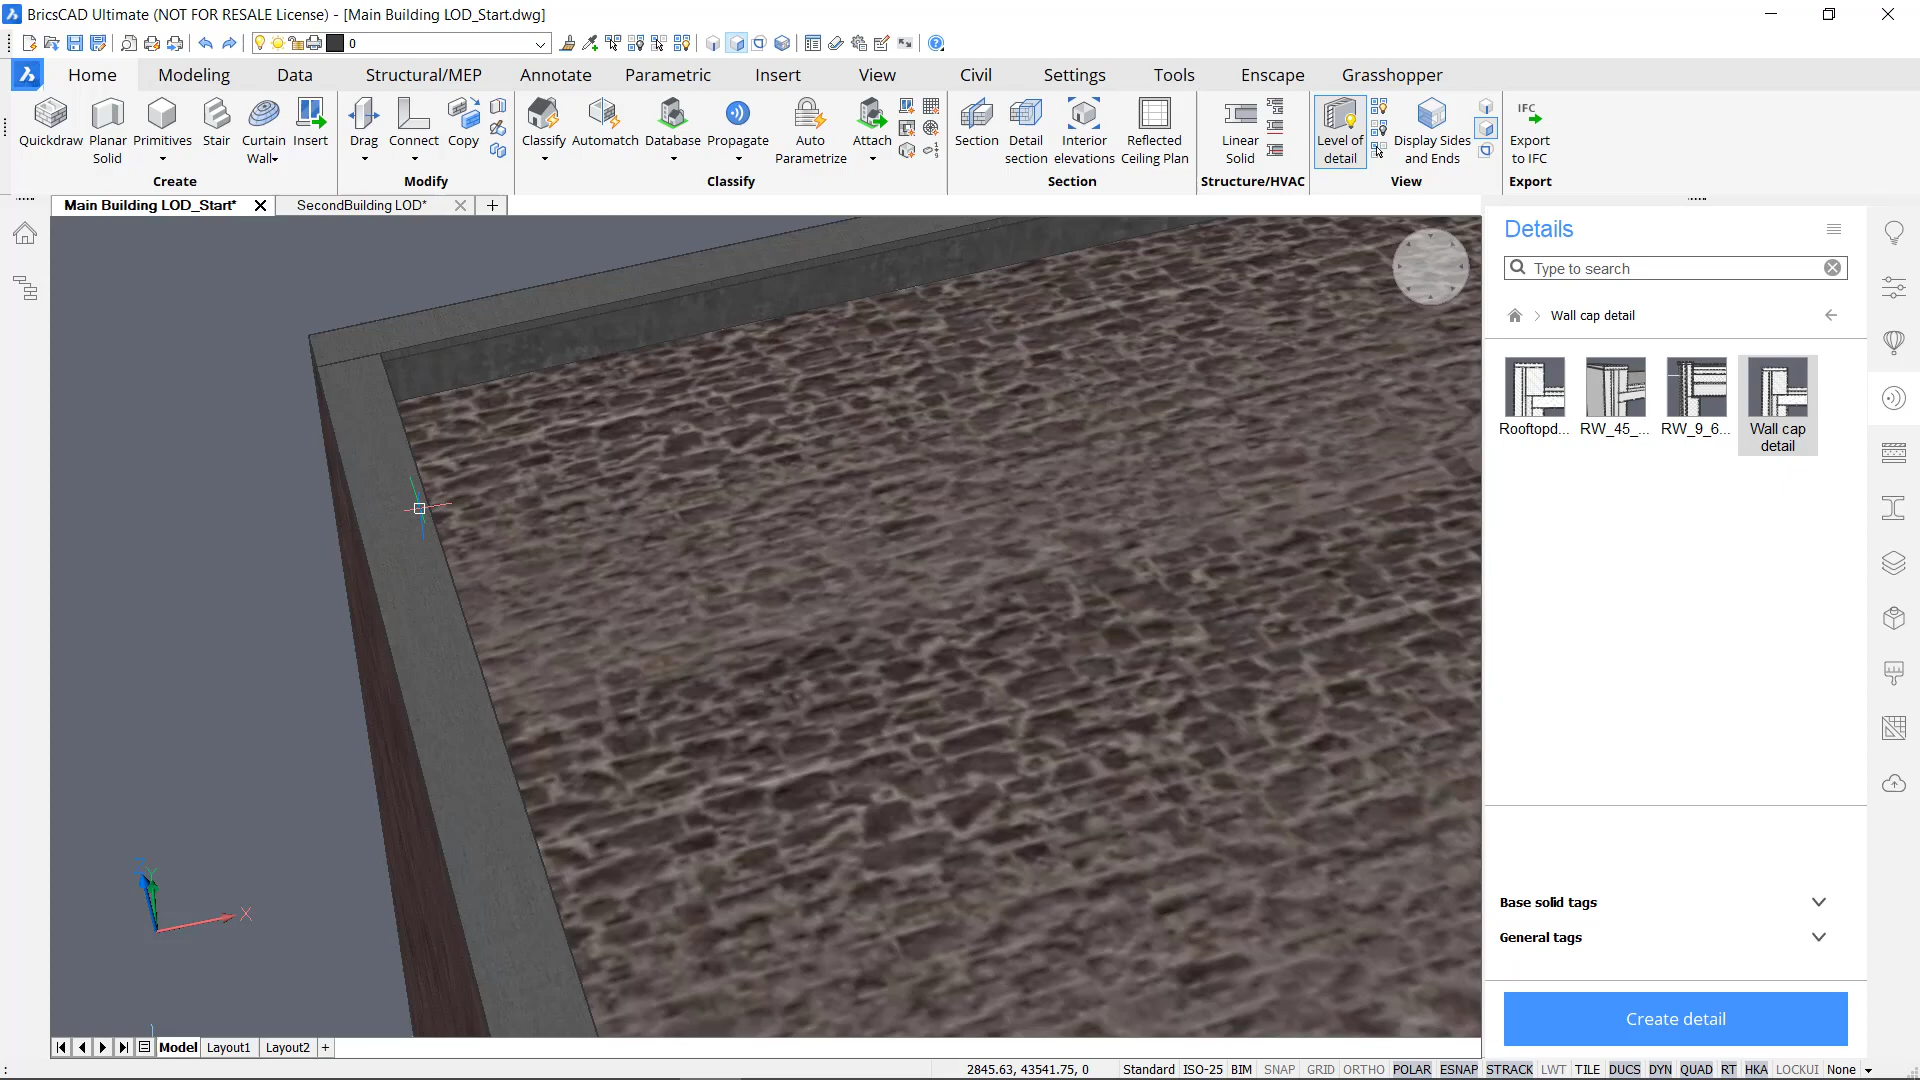 BricsCAD Ultimate (NOT FOR RESALE License) - [Main Building LOD_Start.dwg]
0
Home Modeling Data Structural/MEP Annotate Parametric Insert View Civil Settings Tools Enscape Grasshopper
Quickdraw Planar Solid Primitives Stair Curtain Wall Insert
Create
Drag Connect Copy
Modify
Classify Automatch Database Propagate Auto Parametrize Attach
Classify
Section Detail section Interior elevations Reflected Ceiling Plan
Section
Linear Solid
Structure/HVAC
Level of detail Display Sides and Ends
View
IFC
Export to IFC
Export
Main Building LOD_Start* SecondBuilding LOD* +
Details
Type to search
Wall cap detail
Rooftopd... RW_45_... RW_9_6... Wall cap detail
Z
Y
X
Base solid tags
General tags
Create detail
Model Layout1 Layout2 +
: 2845.63, 43541.75, 0 Standard ISO-25 BIM SNAP GRID ORTHO POLAR ESNAP STRACK LWT TILE DUCS DYN QUAD RT HKA LOCKUI None